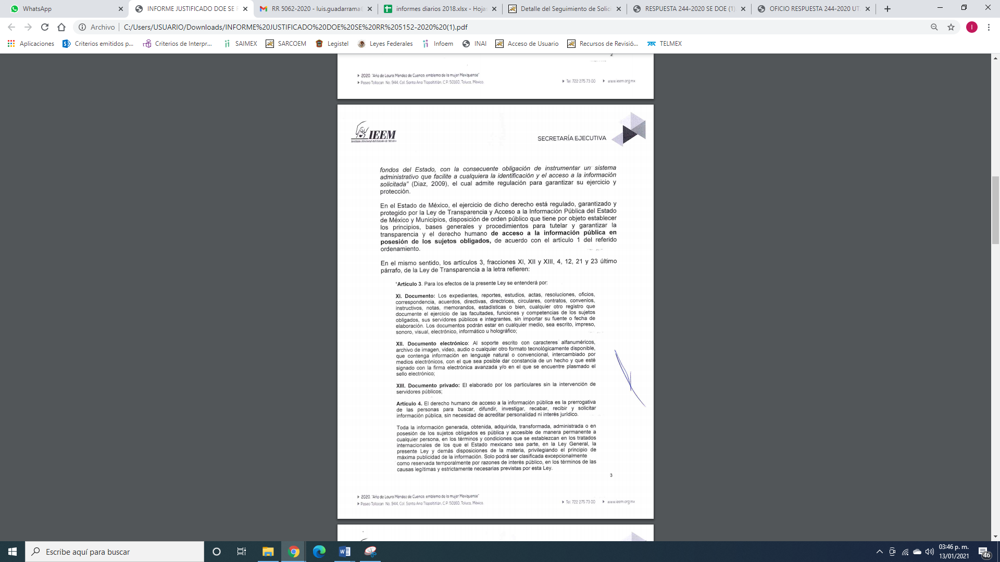 WhatsApp
INFORME JUSTIFICADO DOE SE R
RR 5062-2020 - luis.guadarrama@
informes diarios 2018.xlsx - Hojas
Detalle del Seguimiento de Solici
RESPUESTA 244-2020 SE DOE (1)
OFICIO RESPUESTA 244-2020 UT
Archivo
C:/Users/USUARIO/Downloads/INFORME%20JUSTIFICADO%20DOE%20SE%20RR%205152-2020%20(1).pdf
I
Aplicaciones
Criterios emitidos p...
Criterios de Interpr...
SAIMEX
SARCOEM
Legistel
Leyes Federales
Infoem
INAI
Acceso de Usuario
Recursos de Revisió...
TELMEX
2
2020. "Año de Laura Méndez de Cuenca; emblema de la mujer Mexiquense"
Paseo Tollocan No. 944, Col. Santa Ana Tlapaltitlán, C.P. 50160, Toluca, México.
Tel. 722 275 73 00
www.ieem.org.mx
IEEM
Instituto Electoral del Estado de México
SECRETARÍA EJECUTIVA
fondos del Estado, con la consecuente obligación de instrumentar un sistema
administrativo que facilite a cualquiera la identificación y el acceso a la información
solicitada" (Diaz, 2009), el cual admite regulación para garantizar su ejercicio y
protección.
En el Estado de México, el ejercicio de dicho derecho está regulado, garantizado y
protegido por la Ley de Transparencia y Acceso a la Información Pública del Estado
de México y Municipios, disposición de orden público que tiene por objeto establecer
los principios, bases generales y procedimientos para tutelar y garantizar la
transparencia y el derecho humano de acceso a la información pública en
posesión de los sujetos obligados, de acuerdo con el artículo 1 del referido
ordenamiento.
En el mismo sentido, los artículos 3, fracciones XI, XII y XIII, 4, 12, 21 y 23 último
párrafo, de la Ley de Transparencia a la letra refieren:
"Artículo 3. Para los efectos de la presente Ley se entenderá por:
XI. Documento: Los expedientes, reportes, estudios, actas, resoluciones, oficios,
correspondencia, acuerdos, directivas, directrices, circulares, contratos, convenios,
instructivos, notas, memorandos, estadísticas o bien, cualquier otro registro que
documente el ejercicio de las facultades, funciones y competencias de los sujetos
obligados, sus servidores públicos e integrantes, sin importar su fuente o fecha de
elaboración. Los documentos podrán estar en cualquier medio, sea escrito, impreso,
sonoro, visual, electrónico, informático u holográfico;
XII. Documento electrónico: Al soporte escrito con caracteres alfanuméricos,
archivo de imagen, video, audio o cualquier otro formato tecnológicamente disponible,
que contenga información en lenguaje natural o convencional, intercambiado por
medios electrónicos, con el que sea posible dar constancia de un hecho y que esté
signado con la firma electrónica avanzada y/o en el que se encuentre plasmado el
sello electrónico;
XIII. Documento privado: El elaborado por los particulares sin la intervención de
servidores públicos;
Artículo 4. El derecho humano de acceso a la información pública es la prerrogativa
de las personas para buscar, difundir, investigar, recabar, recibir y solicitar
información pública, sin necesidad de acreditar personalidad ni interés jurídico.
Toda la información generada, obtenida, adquirida, transformada, administrada o en
posesión de los sujetos obligados es pública y accesible de manera permanente a
cualquier persona, en los términos y condiciones que se establezcan en los tratados
internacionales de los que el Estado mexicano sea parte, en la Ley General, la
presente Ley y demás disposiciones de la materia, privilegiando el principio de
máxima publicidad de la información. Solo podrá ser clasificada excepcionalmente
como reservada temporalmente por razones de interés público, en los términos de las
causas legítimas y estrictamente necesarias previstas por esta Ley.
3
2020. "Año de Laura Méndez de Cuenca; emblema de la mujer Mexiquense"
Paseo Tollocan No. 944, Col. Santa Ana Tlapaltitlán, C.P. 50160, Toluca, México.
Tel. 722 275 73 00
www.ieem.org.mx
Escribe aquí para buscar
03:46 p. m.
13/01/2021
46